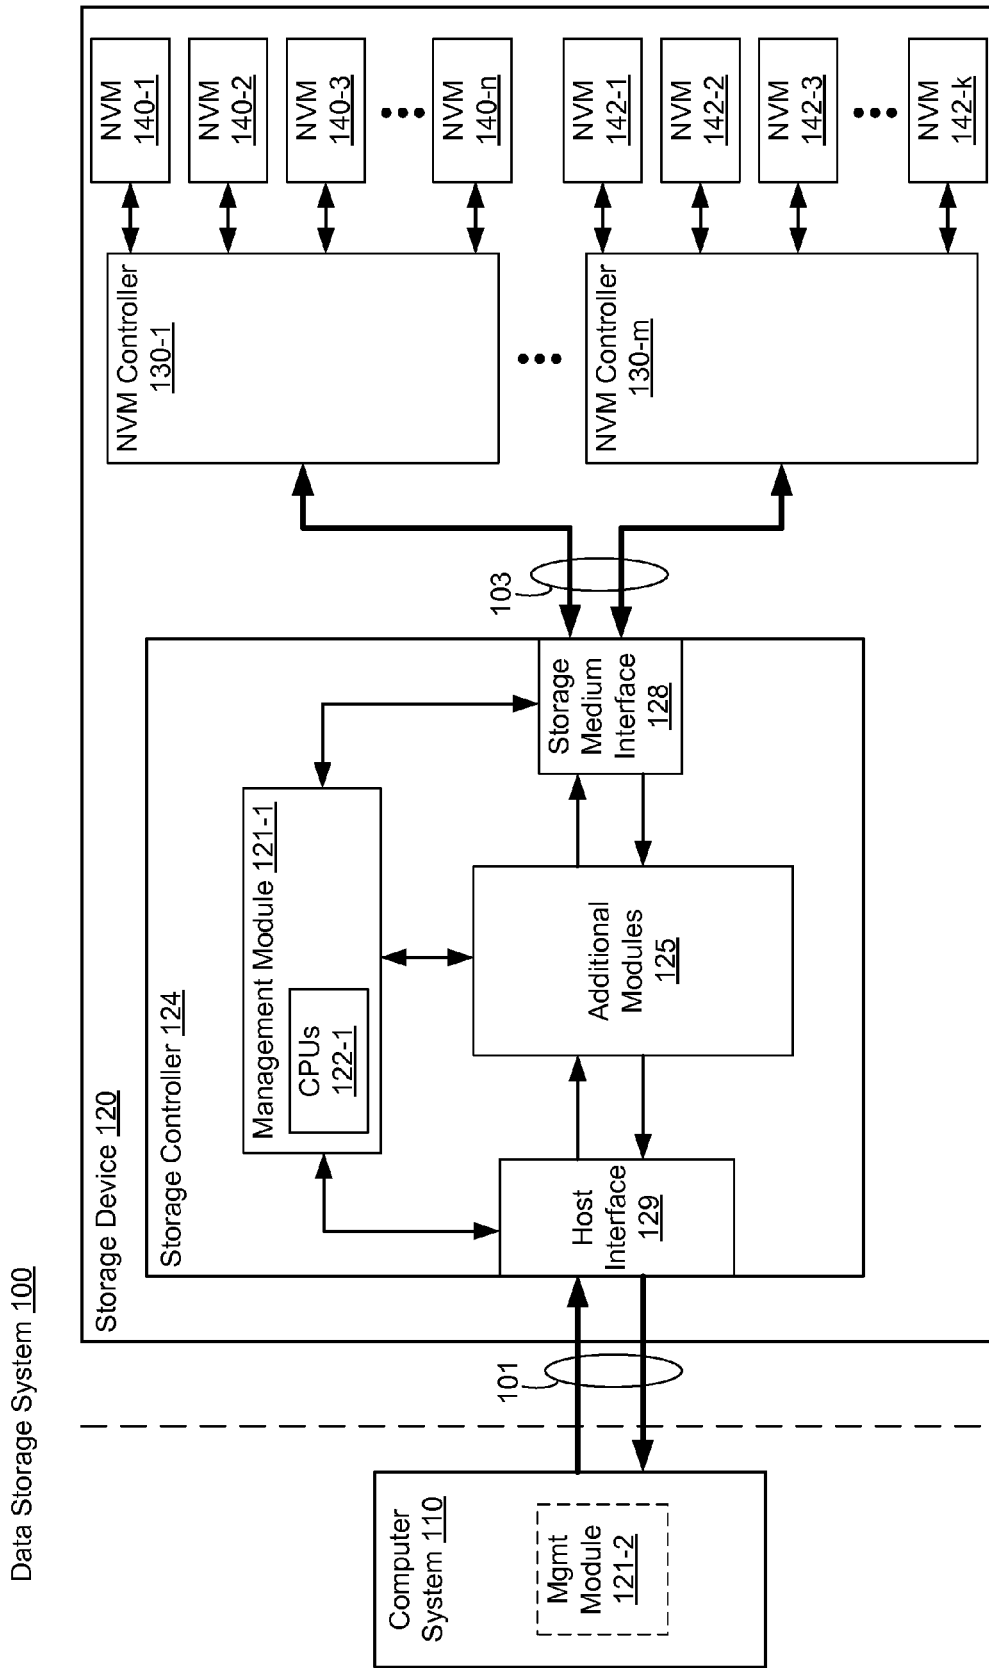 Data Storage System 100
Computer
System 110
Mgmt
Module
121-2
101
Storage Device 120
Storage Controller 124
Management Module 121-1
CPUs
122-1
Host
Interface
129
Additional
Modules
125
Storage
Medium
Interface
128
103
NVM Controller
130-1
NVM Controller
130-m
NVM
140-1
NVM
140-2
NVM
140-3
NVM
140-n
NVM
142-1
NVM
142-2
NVM
142-3
NVM
142-k